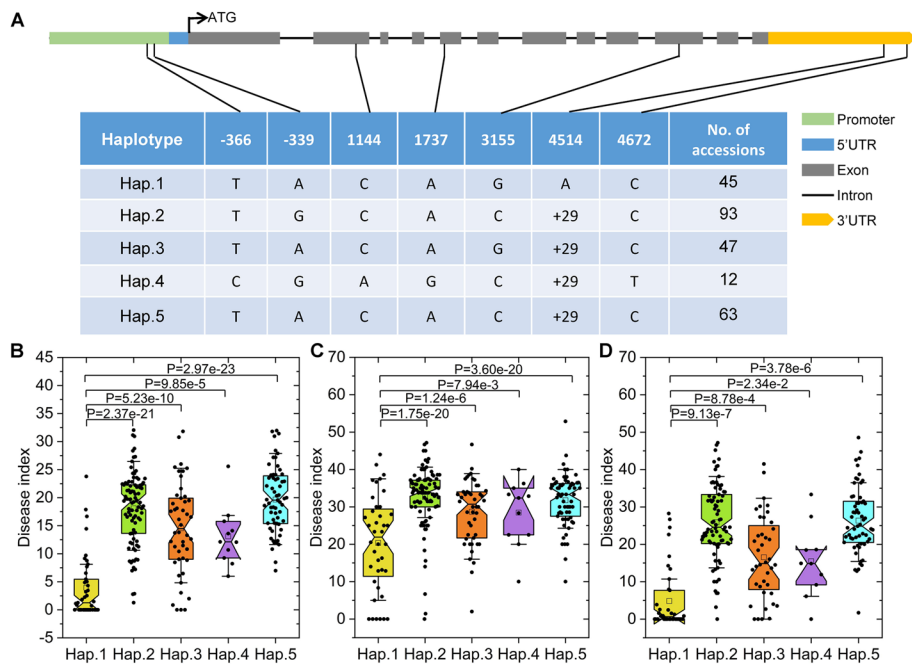 A
ATG
Haplotype -366 -339 1144 1737 3155 4514 4672 No. of accessions
Hap.1 T A C A G A C 45
Hap.2 T G C A C +29 C 93
Hap.3 T A C A G +29 C 47
Hap.4 C G A G C +29 T 12
Hap.5 T A C A C +29 C 63
Promoter
5'UTR
Exon
Intron
3'UTR
B
Disease index
45
40
35
30
25
20
15
10
5
0
-5
P=2.97e-23
P=9.85e-5
P=5.23e-10
P=2.37e-21
Hap.1 Hap.2 Hap.3 Hap.4 Hap.5
C
Disease index
70
60
50
40
30
20
10
0
P=3.60e-20
P=7.94e-3
P=1.24e-6
P=1.75e-20
Hap.1 Hap.2 Hap.3 Hap.4 Hap.5
D
Disease index
70
60
50
40
30
20
10
0
P=3.78e-6
P=2.34e-2
P=8.78e-4
P=9.13e-7
Hap.1 Hap.2 Hap.3 Hap.4 Hap.5